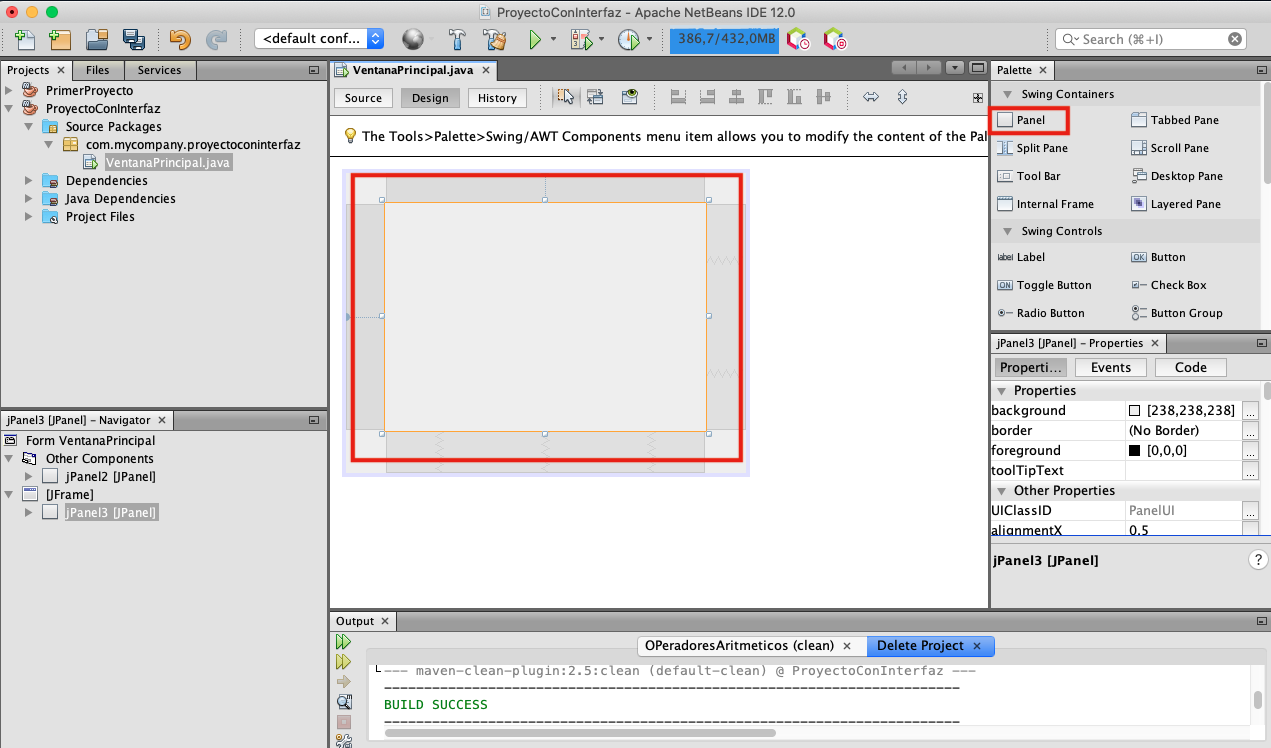 ProyectoConInterfaz - Apache NetBeans IDE 12.0
<default conf...
386,7/432,0MB
Search (⌘+I)
Projects
Files
Services
PrimerProyecto
ProyectoConInterfaz
Source Packages
com.mycompany.proyectoconinterfaz
VentanaPrincipal.java
Dependencies
Java Dependencies
Project Files
jPanel3 [JPanel] - Navigator
Form VentanaPrincipal
Other Components
jPanel2 [JPanel]
[JFrame]
jPanel3 [JPanel]
VentanaPrincipal.java
Source
Design
History
The Tools>Palette>Swing/AWT Components menu item allows you to modify the content of the Pal
Palette
Swing Containers
Panel
Tabbed Pane
Split Pane
Scroll Pane
Tool Bar
Desktop Pane
Internal Frame
Layered Pane
Swing Controls
label Label
OK Button
ON Toggle Button
Check Box
Radio Button
Button Group
jPanel3 [JPanel] - Properties
Properti...
Events
Code
Properties
background [238,238,238] ...
border (No Border) ...
foreground [0,0,0] ...
toolTipText ...
Other Properties
UIClassID PanelUI ...
alignmentX 0.5
jPanel3 [JPanel]
?
Output
OPeradoresAritmeticos (clean)
Delete Project
--- maven-clean-plugin:2.5:clean (default-clean) @ ProyectoConInterfaz ---
------------------------------------------------------------------------
BUILD SUCCESS
------------------------------------------------------------------------